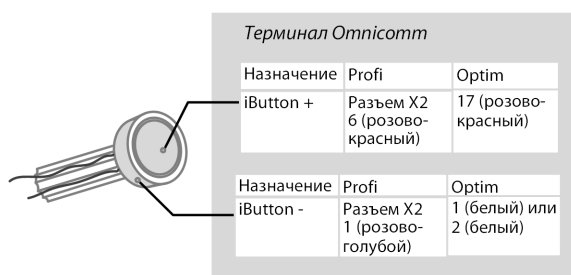 Терминал Omnicomm
Назначение Profi Optim
iButton + Разъем X2 17 (розово-
6 (розово- красный)
красный)
Назначение Profi Optim
iButton - Разъем X2 1 (белый) или
1 (розово- 2 (белый)
голубой)